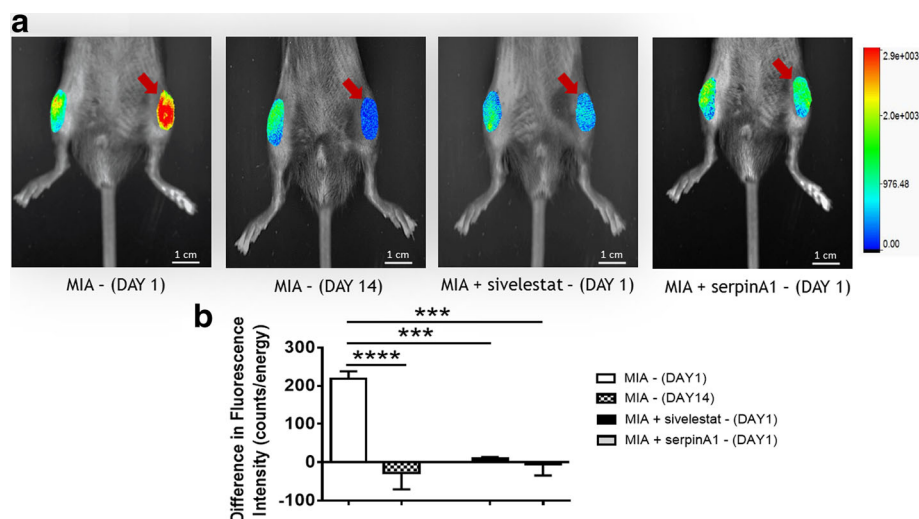 a
2.9e+003
2.0e+003
976.48
0.00
1 cm
1 cm
1 cm
1 cm
MIA - (DAY 1)
MIA - (DAY 14)
MIA + sivelestat - (DAY 1)
MIA + serpinA1 - (DAY 1)
b
Difference in Fluorescence
Intensity (counts/energy)
300
200
100
0
-100
***
***
****
MIA - (DAY1)
MIA - (DAY14)
MIA + sivelestat - (DAY1)
MIA + serpinA1 - (DAY1)